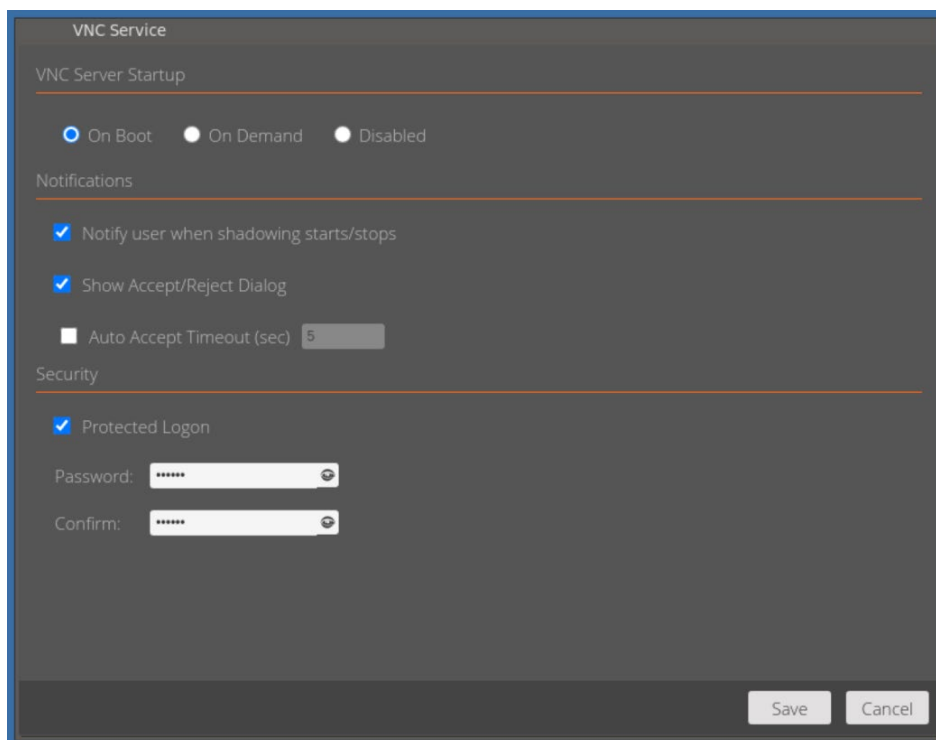 VNC Service
VNC Server Startup
On Boot On Demand Disabled
Notifications
Notify user when shadowing starts/stops
Show Accept/Reject Dialog
Auto Accept Timeout (sec) 5
Security
Protected Logon
Password: ••••••
Confirm: ••••••
Save Cancel